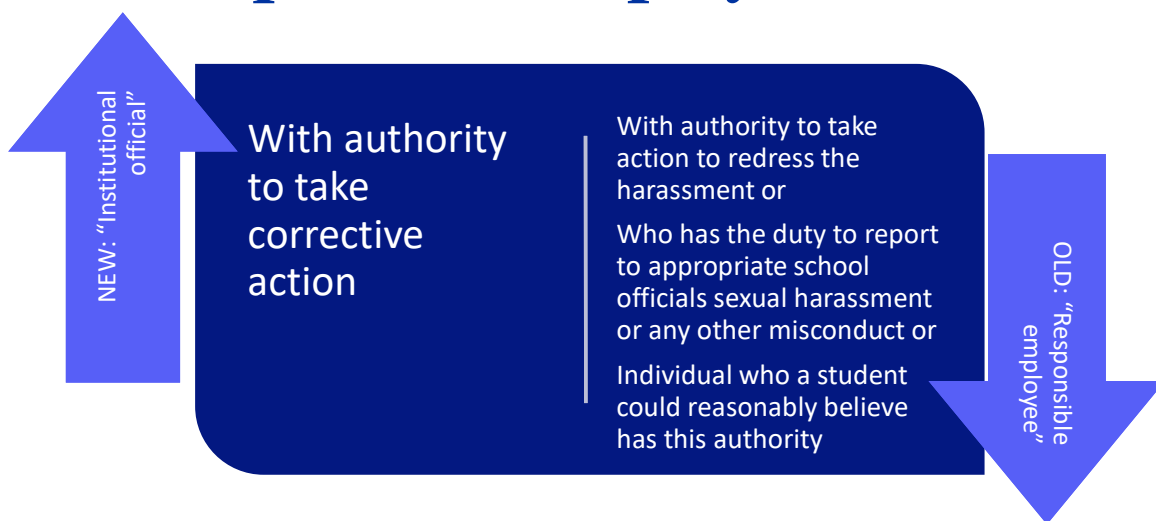 NEW: “Institutional
official”
With authority
to take
corrective
action
With authority to take
action to redress the
harassment or
Who has the duty to report
to appropriate school
officials sexual harassment
or any other misconduct or
Individual who a student
could reasonably believe
has this authority
OLD: “Responsible
employee”